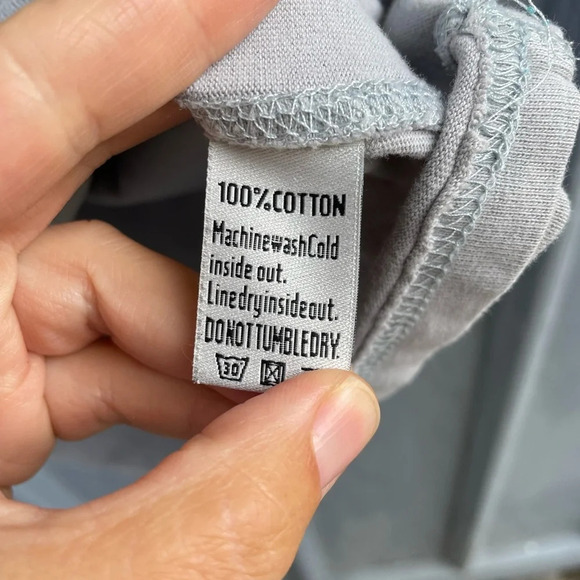 100%COTTON
MachinewashCold
inside out.
Linedryinsideout.
DONOTTUMBLEDRY.
30